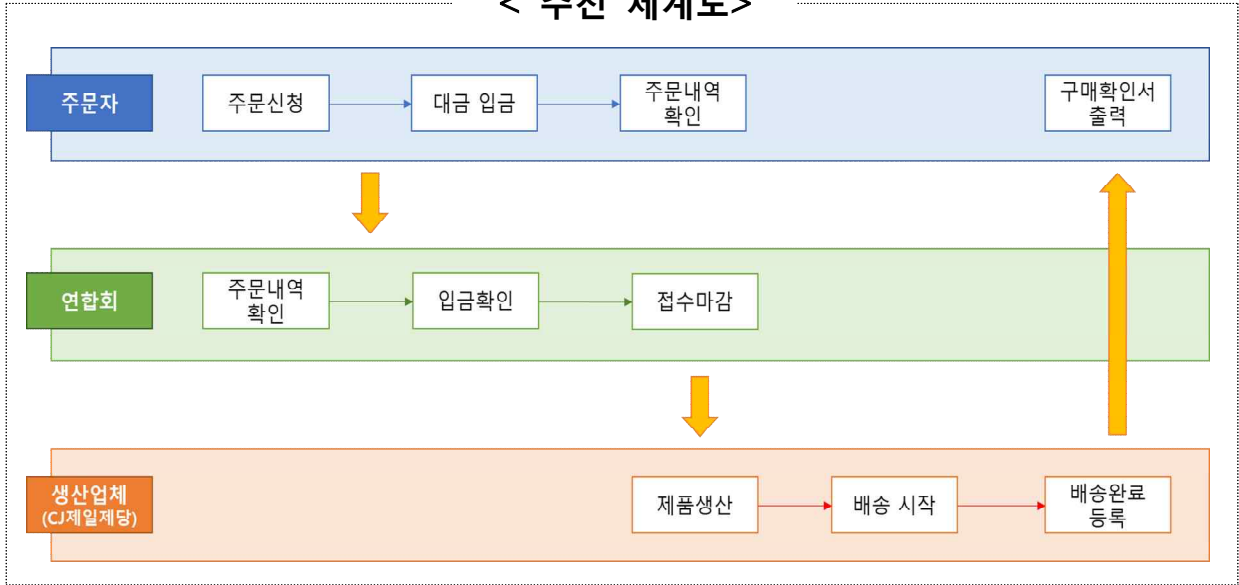 < 추진 체계도>
주문자
주문신청
대금 입금
주문내역
확인
구매확인서
출력
연합회
주문내역
확인
입금확인
접수마감
생산업체
(CJ제일제당)
제품생산
배송 시작
배송완료
등록